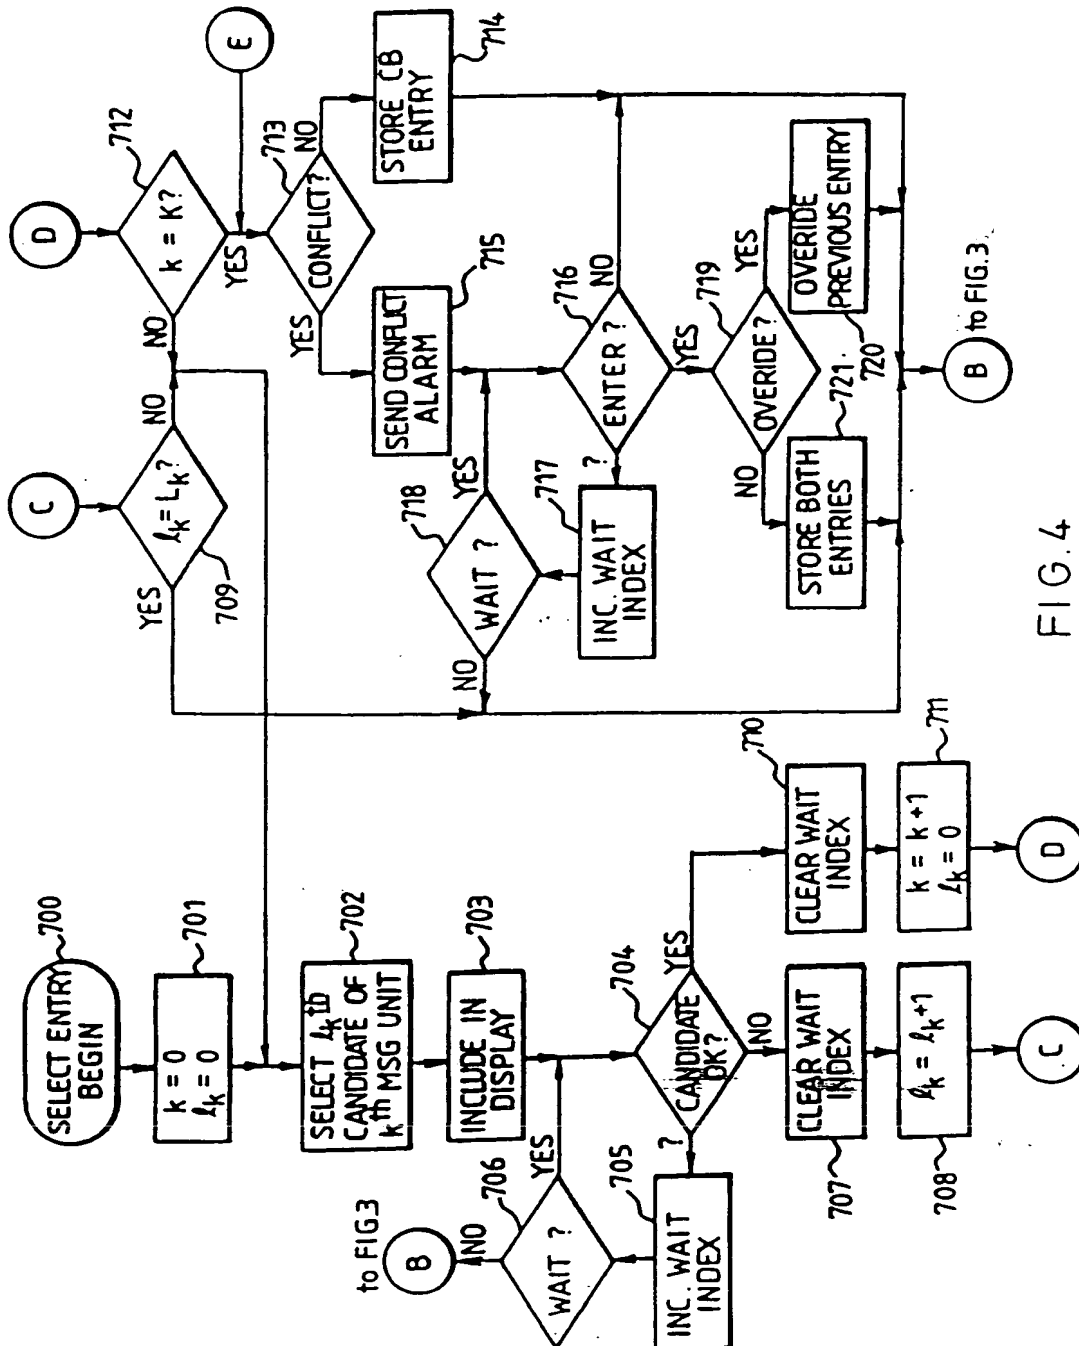 SELECT ENTRY
BEGIN
700
k = 0
ℓk = 0
701
SELECT ℓk th
CANDIDATE OF
kth MSG UNIT
702
INCLUDE IN
DISPLAY
703
CANDIDATE
OK?
704
YES
NO
?
INC. WAIT
INDEX
705
WAIT ?
706
YES
NO
B
to FIG.3
CLEAR WAIT
INDEX
707
ℓk = ℓk+1
708
C
CLEAR WAIT
INDEX
710
k = k+1
ℓk = 0
711
D
C
ℓk = Lk?
709
YES
NO
D
k = K?
712
NO
YES
E
CONFLICT?
713
YES
NO
STORE CB
ENTRY
714
SEND CONFLICT
ALARM
715
ENTER ?
716
NO
YES
?
INC. WAIT
INDEX
717
WAIT ?
718
YES
NO
OVERRIDE?
719
YES
NO
OVERRIDE
PREVIOUS ENTRY
720
STORE BOTH
ENTRIES
721
B
to FIG.3
FIG.4